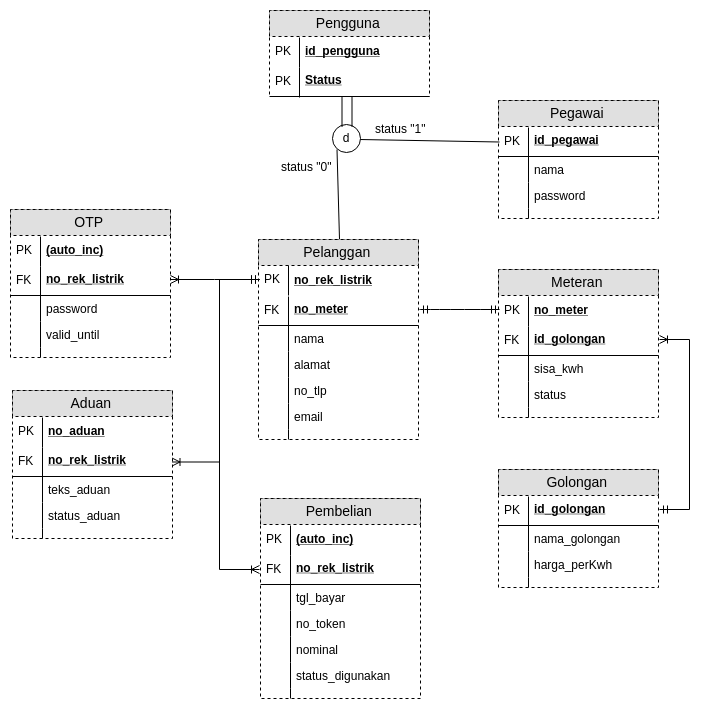 Pengguna
PK id_pengguna
PK Status
d
status "1"
status "0"
Pegawai
PK id_pegawai
nama
password
OTP
PK (auto_inc)
FK no_rek_listrik
password
valid_until
Pelanggan
PK no_rek_listrik
FK no_meter
nama
alamat
no_tlp
email
Meteran
PK no_meter
FK id_golongan
sisa_kwh
status
Aduan
PK no_aduan
FK no_rek_listrik
teks_aduan
status_aduan
Pembelian
PK (auto_inc)
FK no_rek_listrik
tgl_bayar
no_token
nominal
status_digunakan
Golongan
PK id_golongan
nama_golongan
harga_perKwh